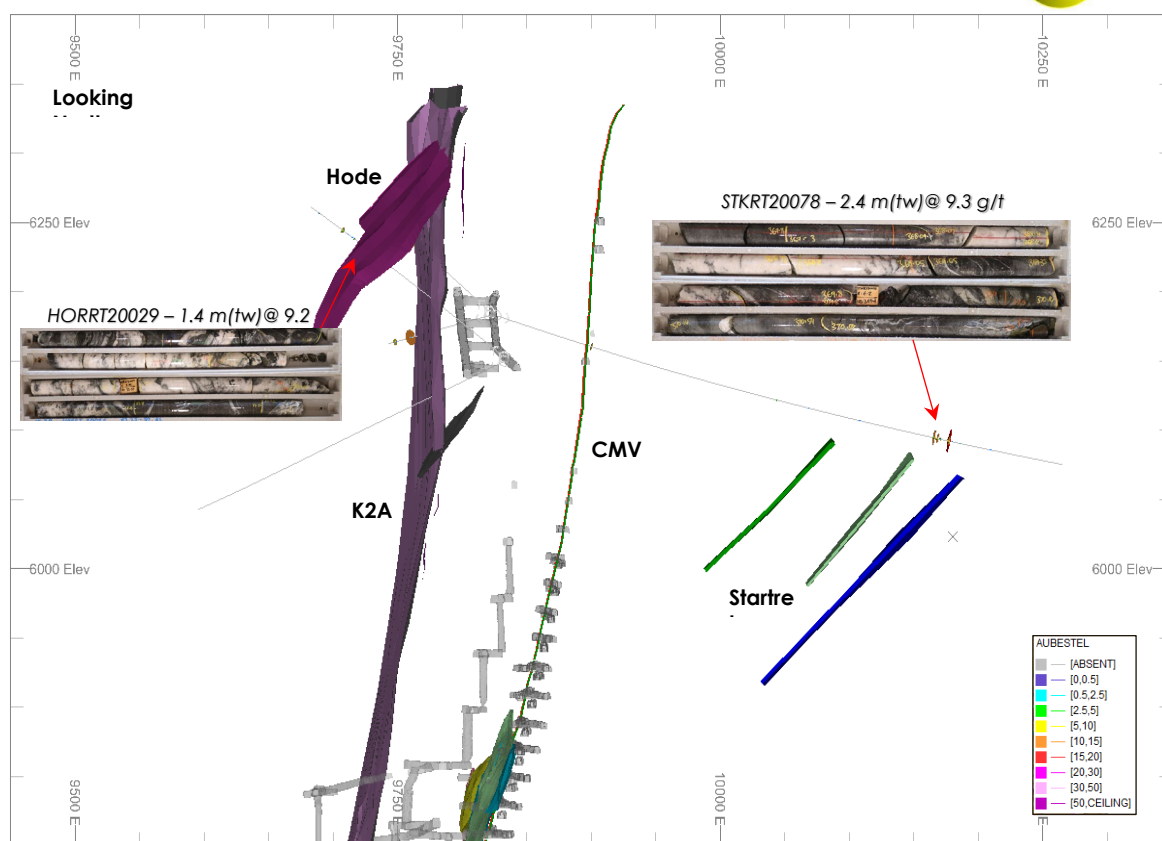 9500 E
9750 E
10000 E
10250 E
Looking
Hode
STKRT20078 – 2.4 m(tw)@ 9.3 g/t
6250 Elev
6250 Elev
HORRT20029 – 1.4 m(tw)@ 9.2
CMV
K2A
6000 Elev
6000 Elev
Startre
AUBESTEL
[ABSENT]
[0,0.5]
[0.5,2.5]
[2.5,5]
[5,10]
[10,15]
[15,20]
[20,30]
[30,50]
[50,CEILING]
9500 E
9750 E
10000 E
10250 E